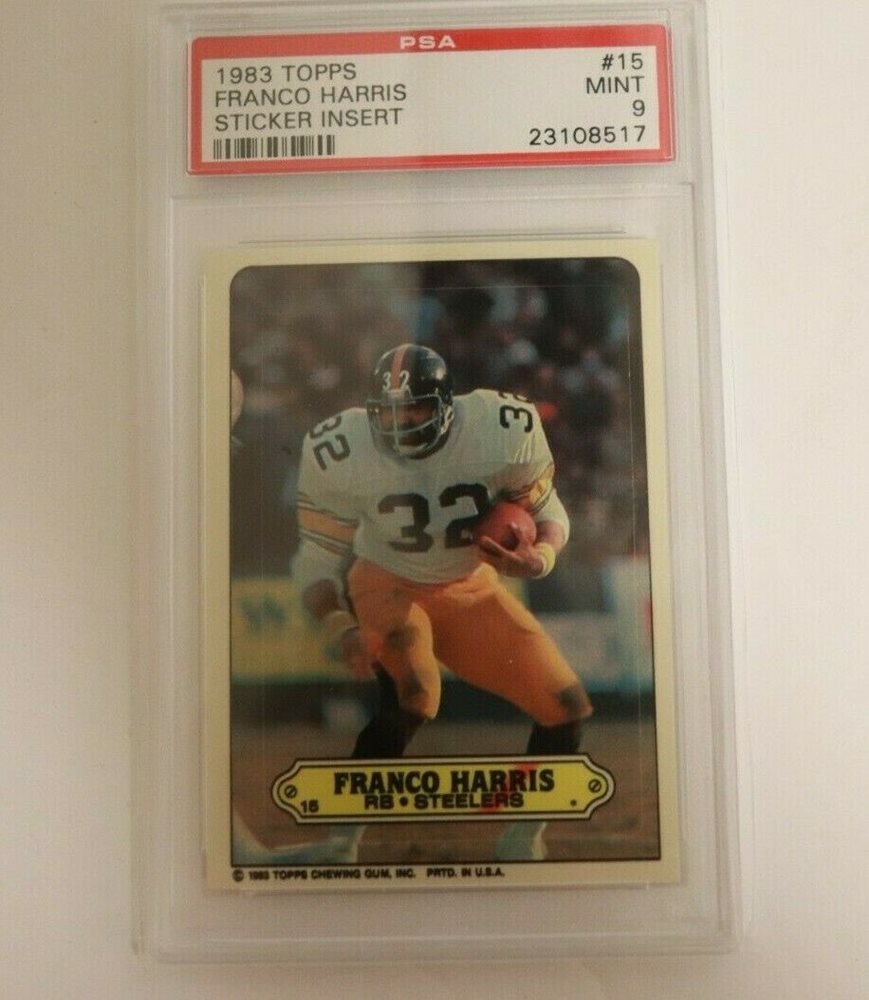 PSA
1983 TOPPS #15
FRANCO HARRIS MINT
STICKER INSERT 9
23108517
32
32
32
32
FRANCO HARRIS
15 RB • STEELERS
© 1983 TOPPS CHEWING GUM, INC. PRTD. IN U.S.A.